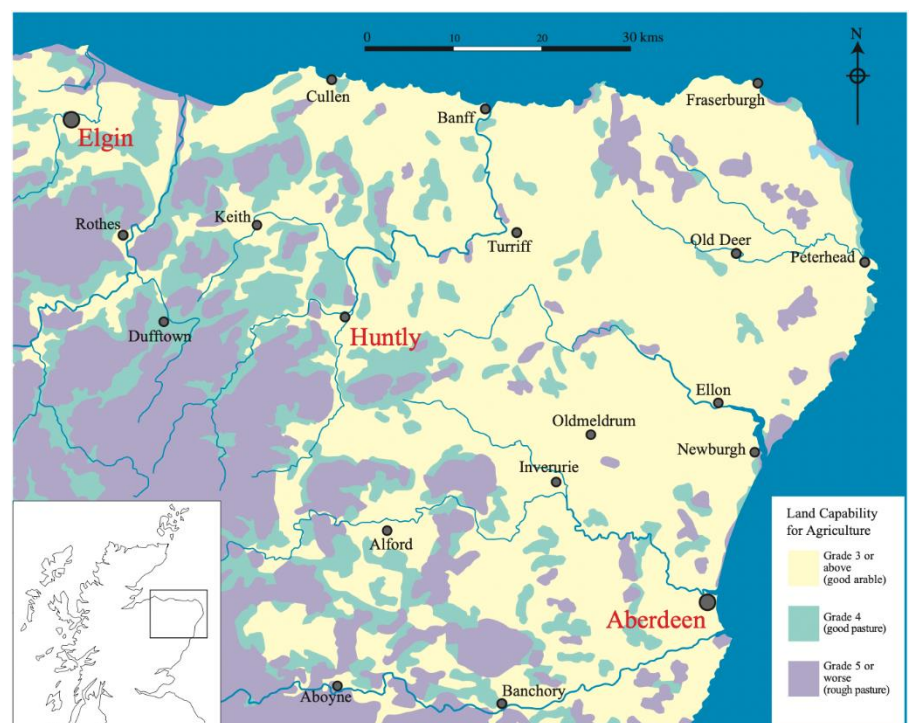 0 10 20 30 kms
N
Cullen
Banff
Fraserburgh
Elgin
Rothes
Keith
Turriff
Old Deer
Peterhead
Dufftown
Huntly
Ellon
Oldmeldrum
Newburgh
Inverurie
Alford
Aberdeen
Aboyne
Banchory
Land Capability
for Agriculture
Grade 3 or
above
(good arable)
Grade 4
(good pasture)
Grade 5 or
worse
(rough pasture)